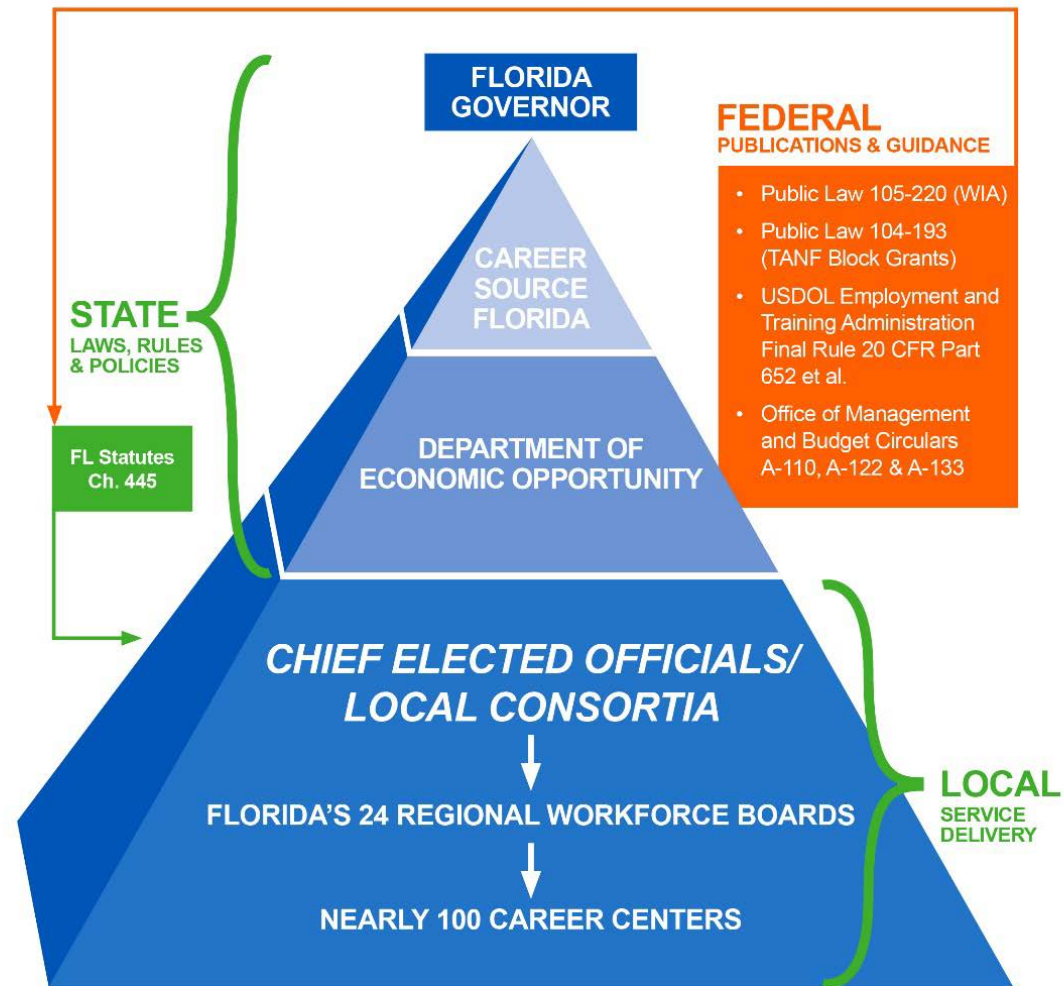 FLORIDA
GOVERNOR
FEDERAL
PUBLICATIONS & GUIDANCE
• Public Law 105-220 (WIA)
• Public Law 104-193
(TANF Block Grants)
• USDOL Employment and
Training Administration
Final Rule 20 CFR Part
652 et al.
• Office of Management
and Budget Circulars
A-110, A-122 & A-133
CAREER
SOURCE
FLORIDA
STATE
LAWS, RULES
& POLICIES
FL Statutes
Ch. 445
DEPARTMENT OF
ECONOMIC OPPORTUNITY
CHIEF ELECTED OFFICIALS/
LOCAL CONSORTIA
FLORIDA'S 24 REGIONAL WORKFORCE BOARDS
NEARLY 100 CAREER CENTERS
LOCAL
SERVICE
DELIVERY